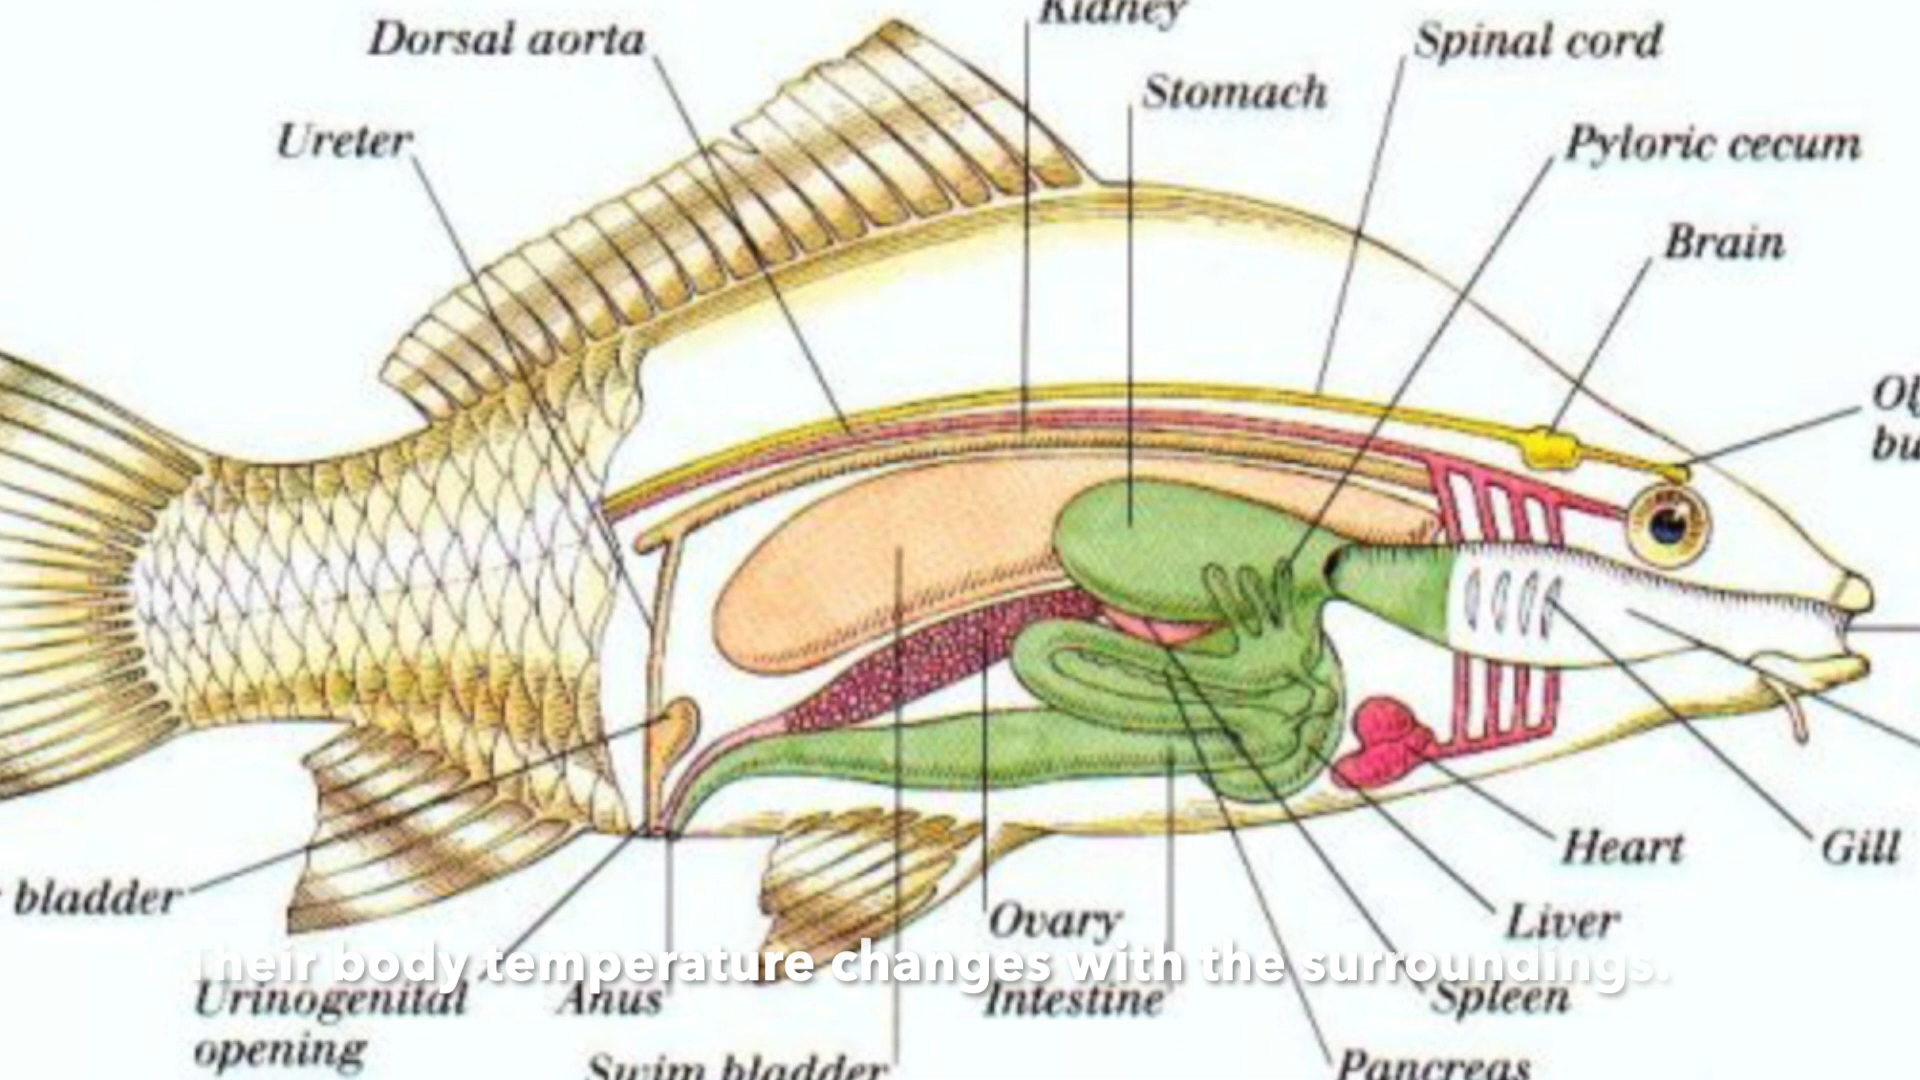 Kidney
Dorsal aorta
Spinal cord
Stomach
Ureter
Pyloric cecum
Brain
bladder
Heart
Gill
Ovary
Liver
Their body temperature changes with the surroundings.
Urinogenital
opening
Anus
Intestine
Spleen
Swim bladder
Pancreas